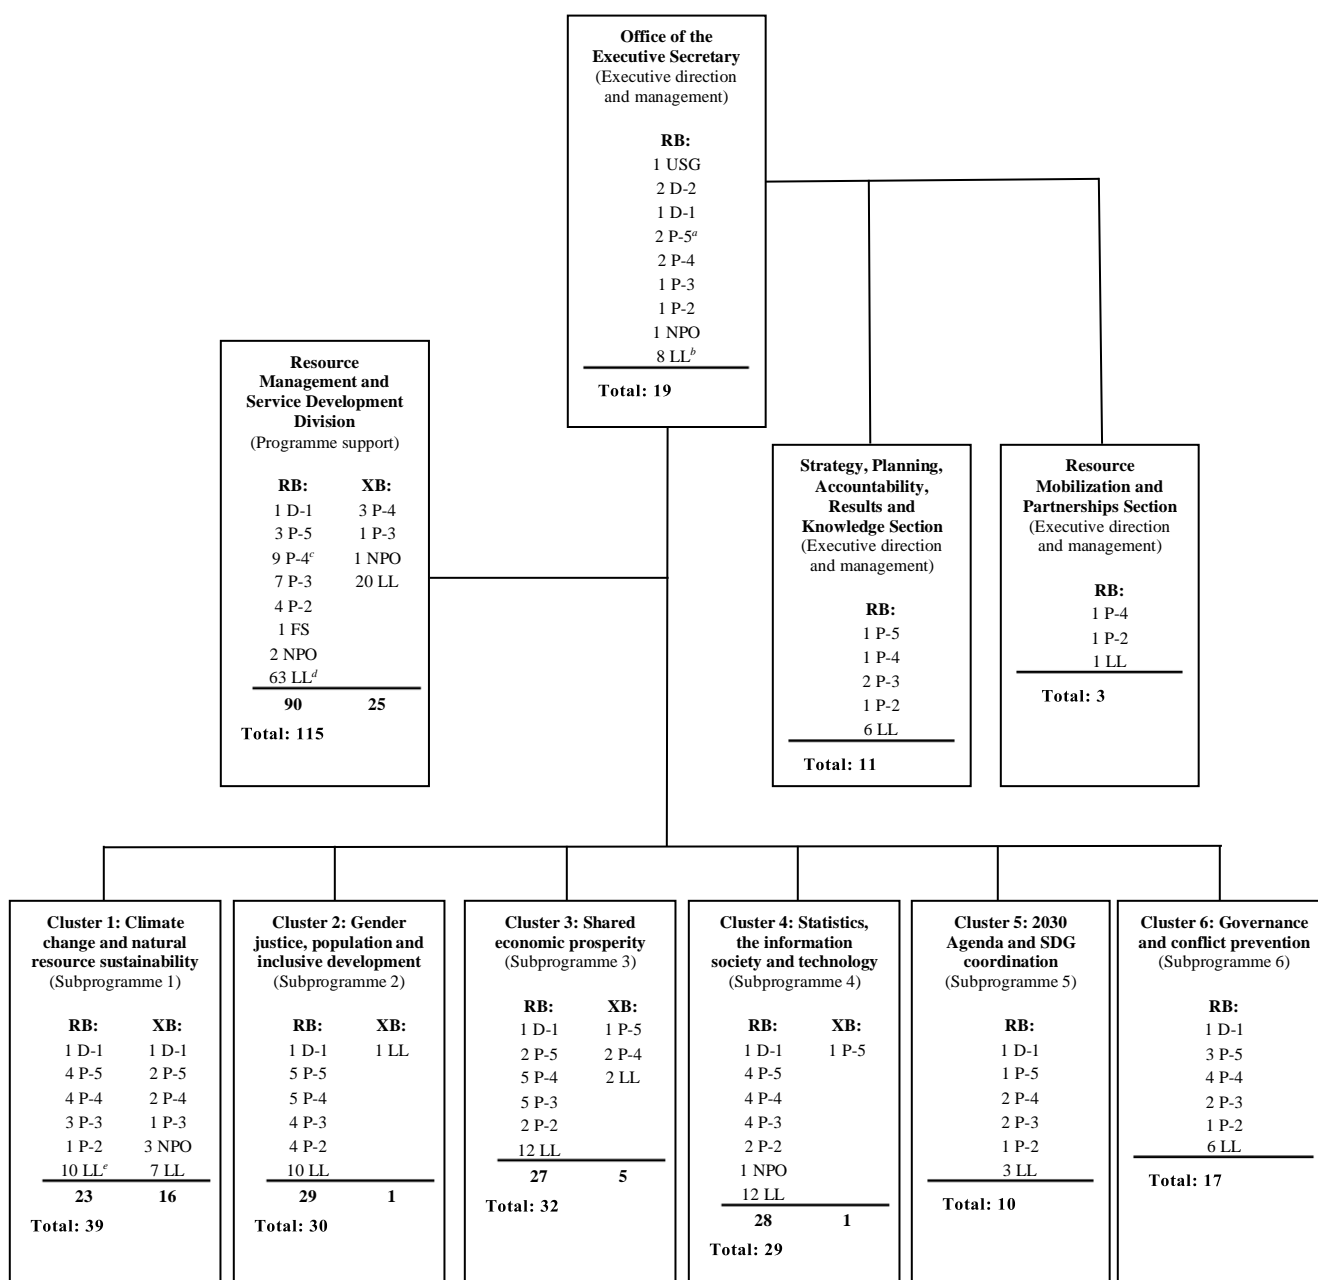 Office of the
Executive Secretary
(Executive direction
and management)
RB:
1 USG
2 D-2
1 D-1
2 P-5a
2 P-4
1 P-3
1 P-2
1 NPO
8 LLb
Total: 19
Resource
Management and
Service Development
Division
(Programme support)
RB: XB:
1 D-1 3 P-4
3 P-5 1 P-3
9 P-4c 1 NPO
7 P-3 20 LL
4 P-2
1 FS
2 NPO
63 LLd
90 25
Total: 115
Strategy, Planning,
Accountability,
Results and
Knowledge Section
(Executive direction
and management)
RB:
1 P-5
1 P-4
2 P-3
1 P-2
6 LL
Total: 11
Resource
Mobilization and
Partnerships Section
(Executive direction
and management)
RB:
1 P-4
1 P-2
1 LL
Total: 3
Cluster 1: Climate
change and natural
resource sustainability
(Subprogramme 1)
RB: XB:
1 D-1 1 D-1
4 P-5 2 P-5
4 P-4 2 P-4
3 P-3 1 P-3
1 P-2 3 NPO
10 LLe 7 LL
23 16
Total: 39
Cluster 2: Gender
justice, population and
inclusive development
(Subprogramme 2)
RB: XB:
1 D-1 1 LL
5 P-5
5 P-4
4 P-3
4 P-2
10 LL
29 1
Total: 30
Cluster 3: Shared
economic prosperity
(Subprogramme 3)
RB: XB:
1 D-1 1 P-5
2 P-5 2 P-4
5 P-4 2 LL
5 P-3
2 P-2
12 LL
27 5
Total: 32
Cluster 4: Statistics,
the information
society and technology
(Subprogramme 4)
RB: XB:
1 D-1 1 P-5
4 P-5
4 P-4
4 P-3
2 P-2
1 NPO
12 LL
28 1
Total: 29
Cluster 5: 2030
Agenda and SDG
coordination
(Subprogramme 5)
RB:
1 D-1
1 P-5
2 P-4
2 P-3
1 P-2
3 LL
Total: 10
Cluster 6: Governance
and conflict prevention
(Subprogramme 6)
RB:
1 D-1
3 P-5
4 P-4
2 P-3
1 P-2
6 LL
Total: 17